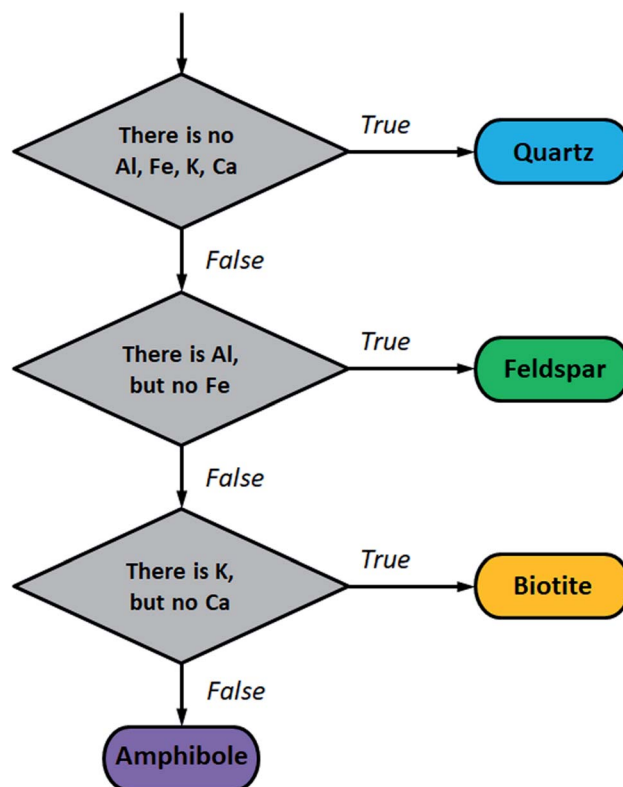 There is no
Al, Fe, K, Ca
True
Quartz
False
There is Al,
but no Fe
True
Feldspar
False
There is K,
but no Ca
True
Biotite
False
Amphibole